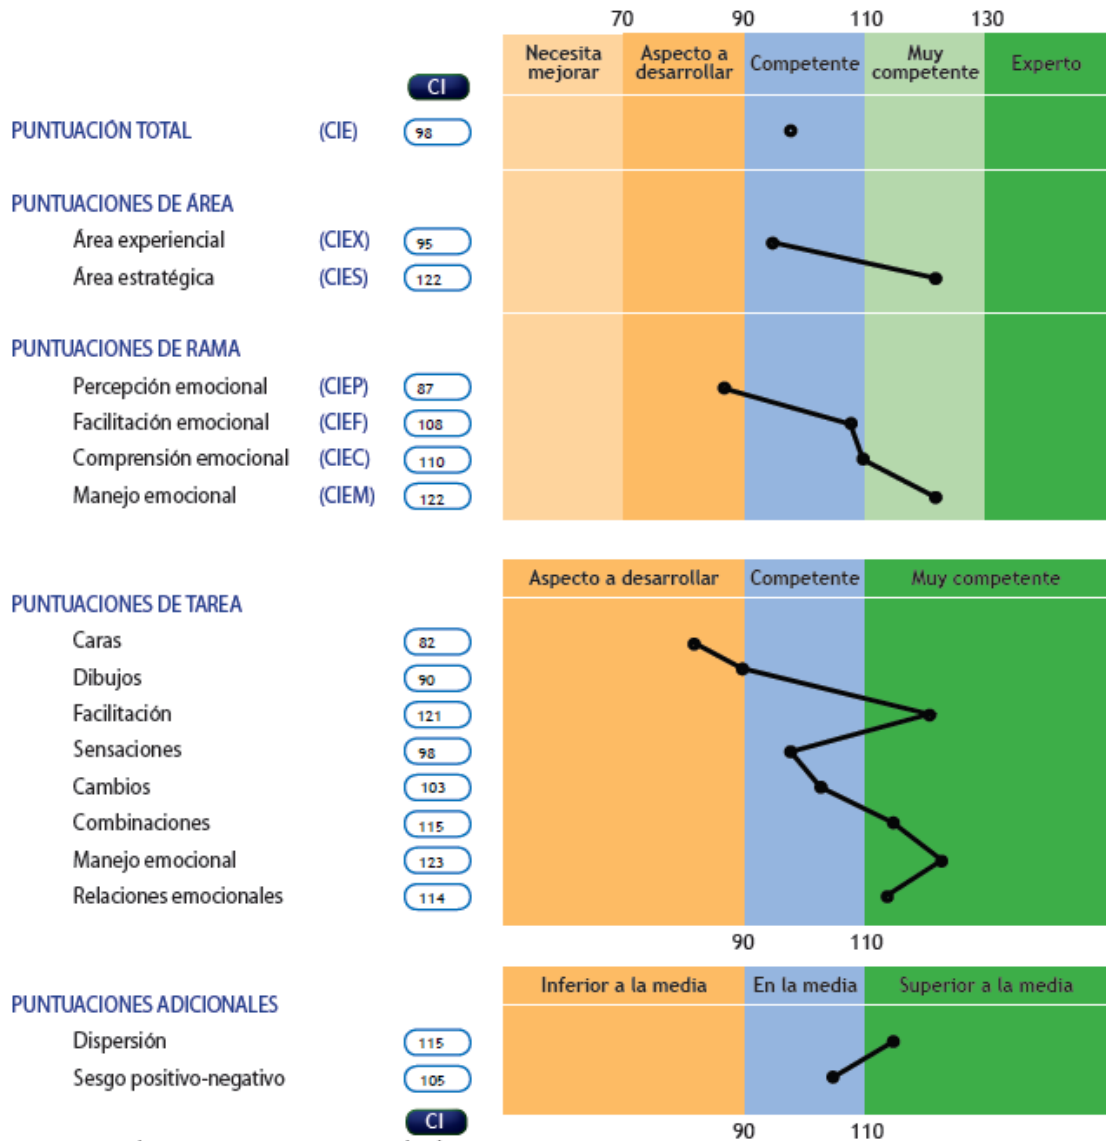 70 90 110 130
Necesita mejorar Aspecto a desarrollar Competente Muy competente Experto
CI
PUNTUACIÓN TOTAL (CIE) 98
PUNTUACIONES DE ÁREA
Área experiencial (CIEX) 95
Área estratégica (CIES) 122
PUNTUACIONES DE RAMA
Percepción emocional (CIEP) 87
Facilitación emocional (CIEF) 108
Comprensión emocional (CIEC) 110
Manejo emocional (CIEM) 122
Aspecto a desarrollar Competente Muy competente
PUNTUACIONES DE TAREA
Caras 82
Dibujos 90
Facilitación 121
Sensaciones 98
Cambios 103
Combinaciones 115
Manejo emocional 123
Relaciones emocionales 114
90 110
Inferior a la media En la media Superior a la media
PUNTUACIONES ADICIONALES
Dispersión 115
Sesgo positivo-negativo 105
CI
90 110